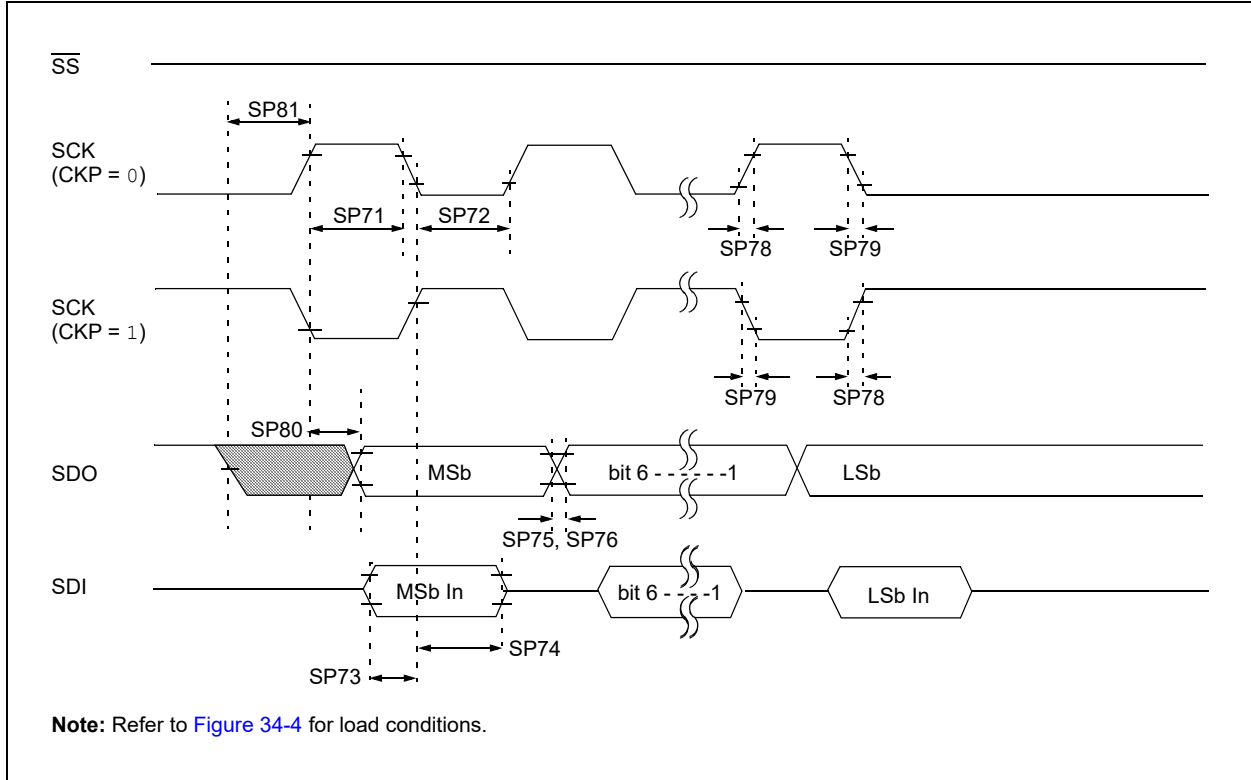 SS
SP81
SCK
(CKP = 0)
SP71
SP72
SP78
SP79
SCK
(CKP = 1)
SP79
SP78
SP80
SDO
MSb
bit 6 - - - - - - -1
LSb
SP75, SP76
SDI
MSb In
bit 6 - - - - -1
LSb In
SP74
SP73
Note: Refer to Figure 34-4 for load conditions.